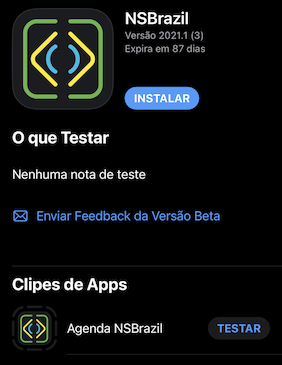 NSBrazil
Versão 2021.1 (3)
Expira em 87 dias
INSTALAR
O que Testar
Nenhuma nota de teste
Enviar Feedback da Versão Beta
Clipes de Apps
Agenda NSBrazil
TESTAR